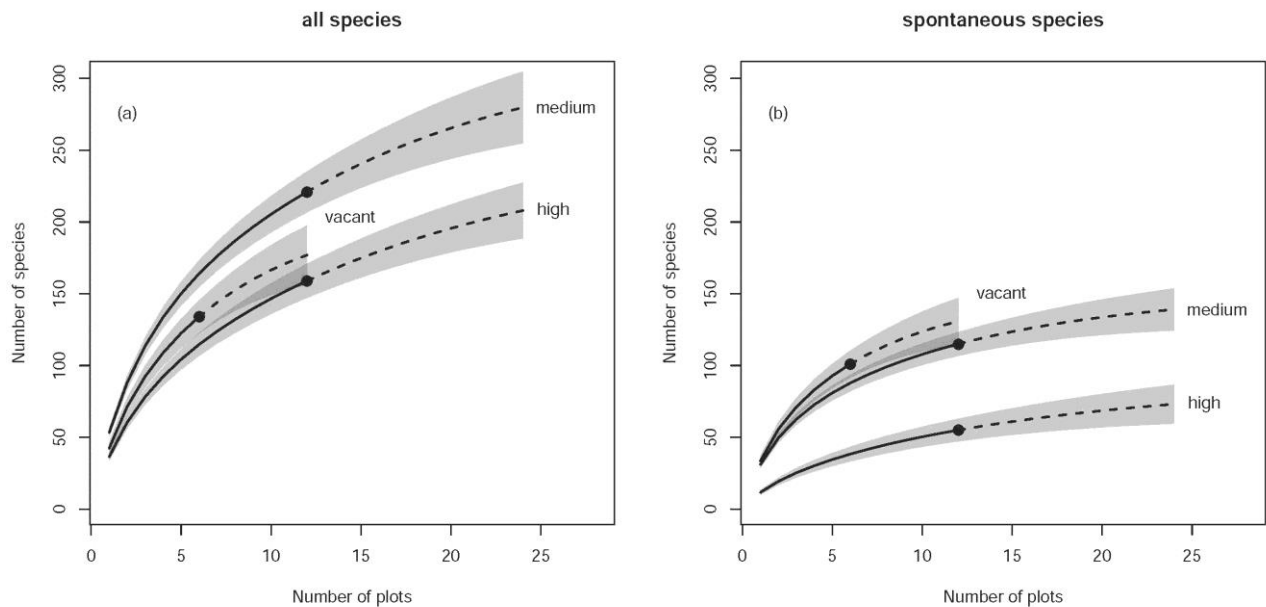 all species
spontaneous species
(a)
medium
vacant
high
Number of species
0
50
100
150
200
250
300
0
5
10
15
20
25
Number of plots
(b)
vacant
medium
high
Number of species
0
50
100
150
200
250
300
0
5
10
15
20
25
Number of plots